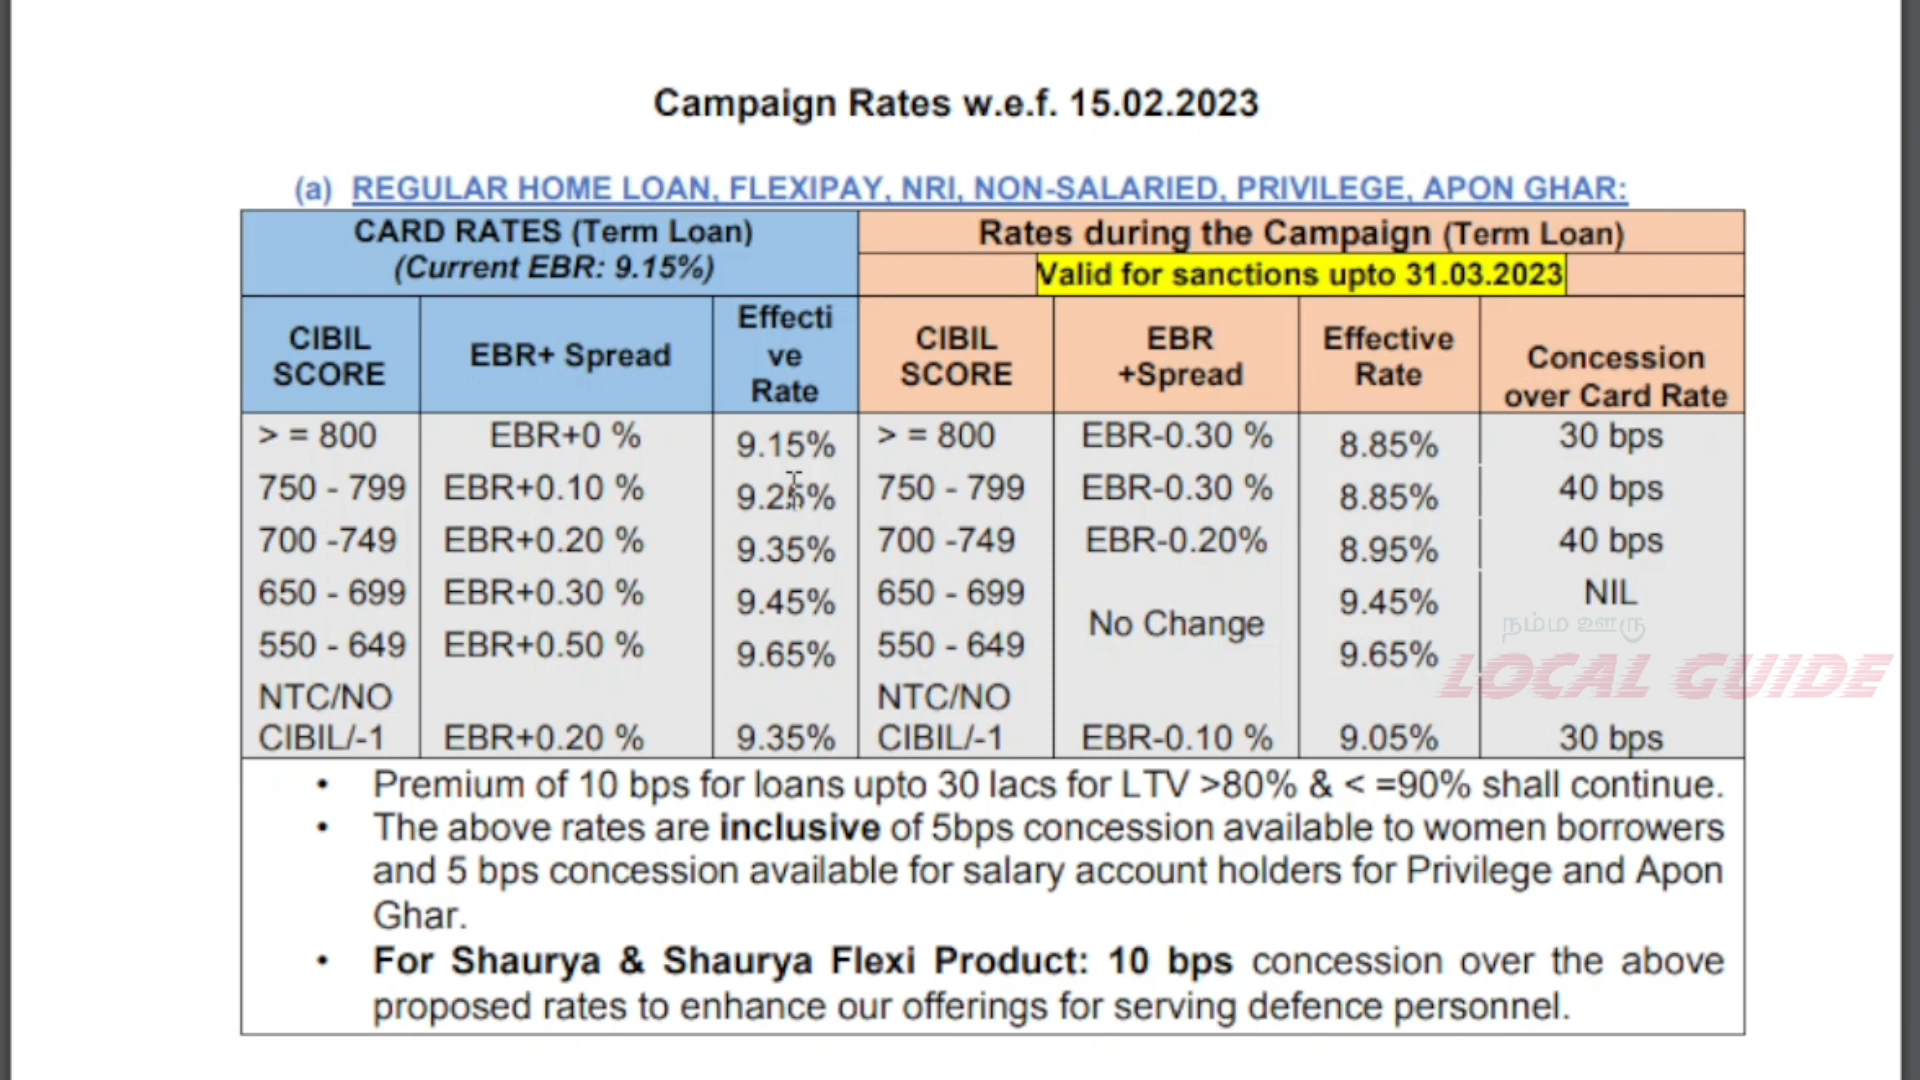 Campaign Rates w.e.f. 15.02.2023
(a) REGULAR HOME LOAN, FLEXIPAY, NRI, NON-SALARIED, PRIVILEGE, APON GHAR:
CARD RATES (Term Loan)
(Current EBR: 9.15%)
Rates during the Campaign (Term Loan)
Valid for sanctions upto 31.03.2023
CIBIL SCORE EBR+ Spread Effecti ve Rate CIBIL SCORE EBR +Spread Effective Rate Concession over Card Rate
> = 800 EBR+0 % 9.15% > = 800 EBR-0.30 % 8.85% 30 bps
750 - 799 EBR+0.10 % 9.25% 750 - 799 EBR-0.30 % 8.85% 40 bps
700 -749 EBR+0.20 % 9.35% 700 -749 EBR-0.20% 8.95% 40 bps
650 - 699 EBR+0.30 % 9.45% 650 - 699 No Change 9.45% NIL
550 - 649 EBR+0.50 % 9.65% 550 - 649 9.65%
NTC/NO CIBIL/-1 EBR+0.20 % 9.35% NTC/NO CIBIL/-1 EBR-0.10 % 9.05% 30 bps
நம்ம ஊரு
LOCAL GUIDE
• Premium of 10 bps for loans upto 30 lacs for LTV >80% & < =90% shall continue.
• The above rates are inclusive of 5bps concession available to women borrowers
and 5 bps concession available for salary account holders for Privilege and Apon
Ghar.
• For Shaurya & Shaurya Flexi Product: 10 bps concession over the above
proposed rates to enhance our offerings for serving defence personnel.